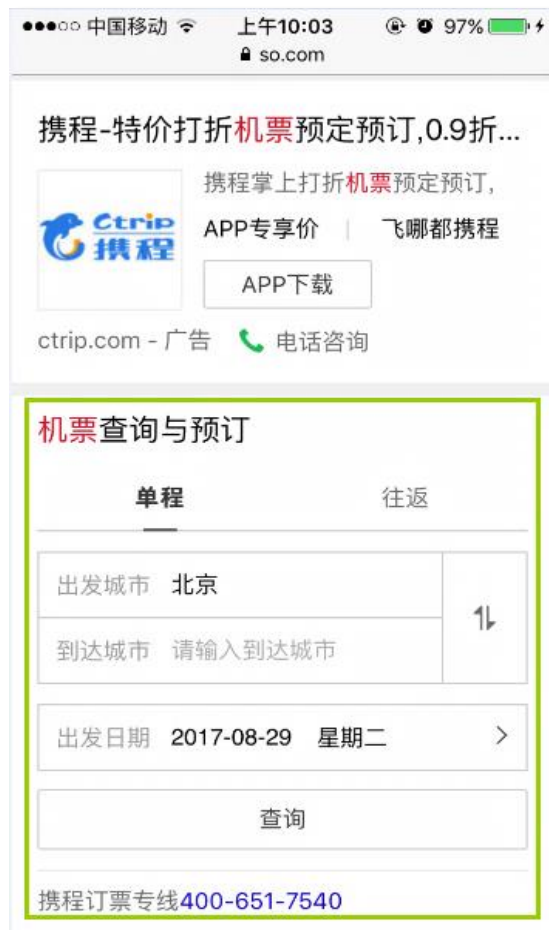 中国移动 上午10:03 97%
so.com
携程-特价打折机票预定预订,0.9折...
携程掌上打折机票预定预订,
Ctrip
携程
APP专享价 | 飞哪都携程
APP下载
ctrip.com - 广告 电话咨询
机票查询与预订
单程 往返
出发城市 北京
到达城市 请输入到达城市
出发日期 2017-08-29 星期二
查询
携程订票专线400-651-7540